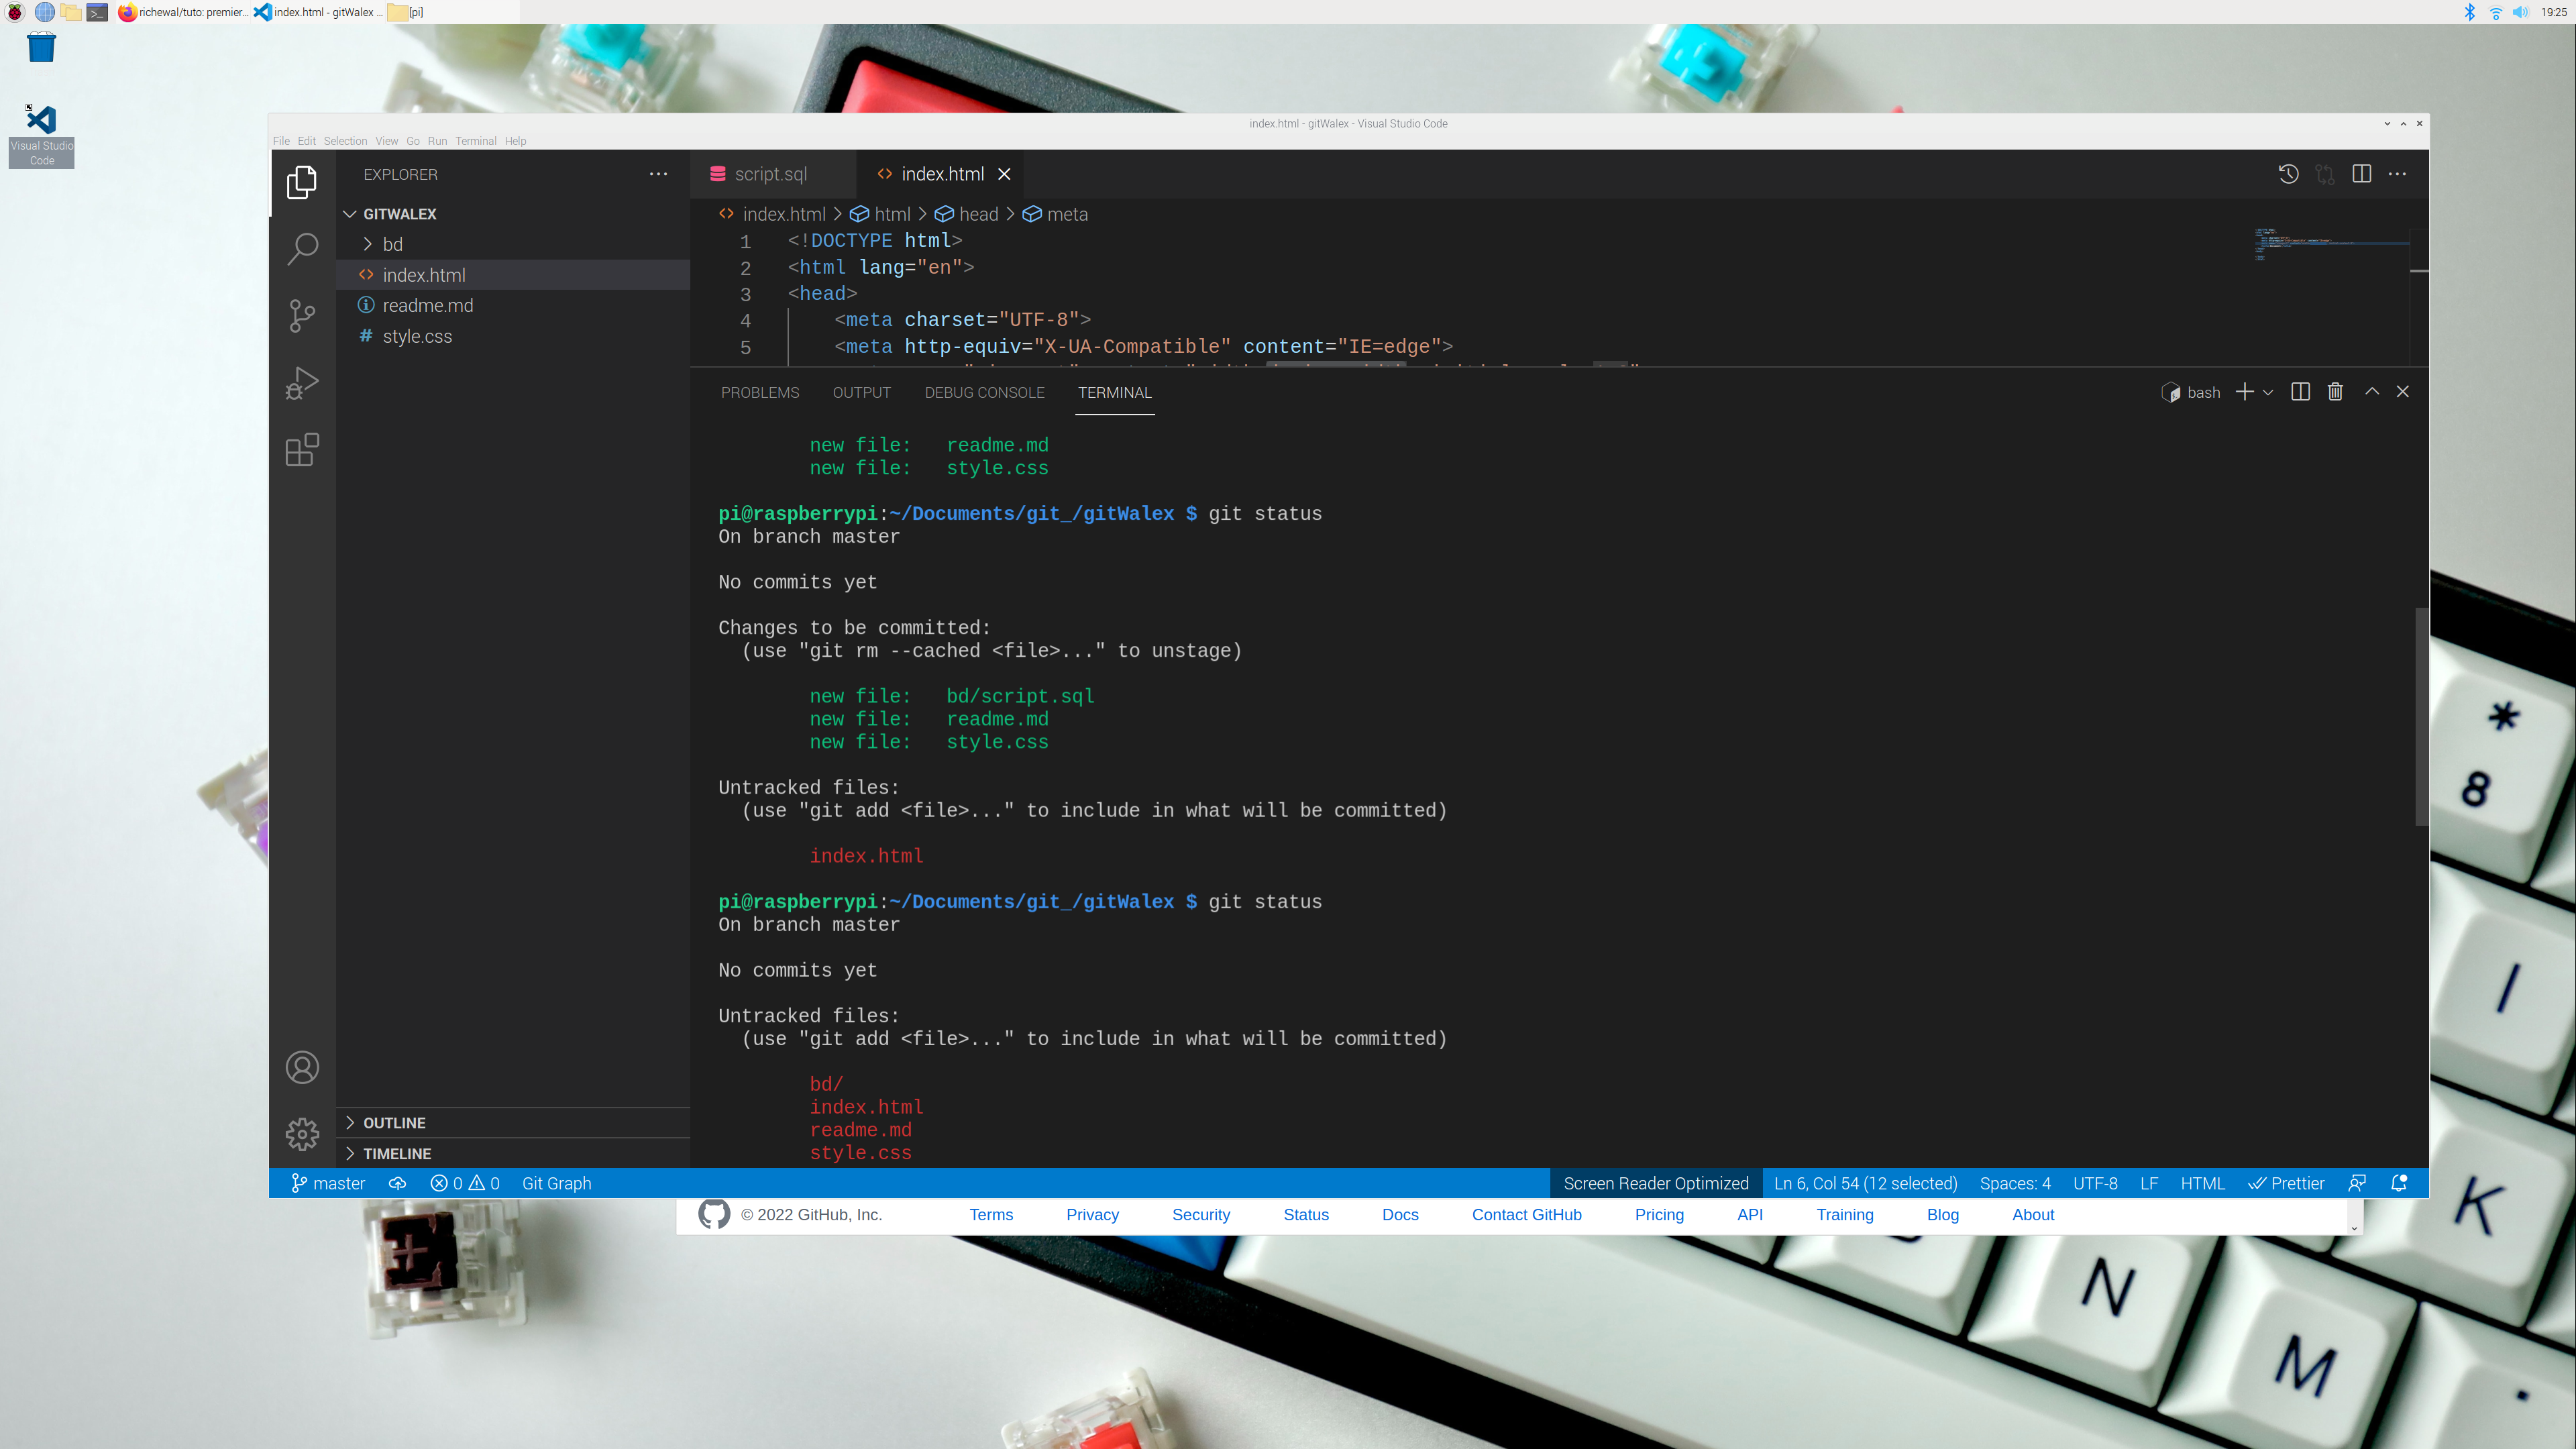 richewal/tuto: premier...
index.html - gitWalex ...
[pi]
19:25
Visual Studio
Code
index.html - gitWalex - Visual Studio Code
File Edit Selection View Go Run Terminal Help
EXPLORER
GITWALEX
bd
index.html
readme.md
style.css
OUTLINE
TIMELINE
script.sql
index.html
index.html > html > head > meta
1 <!DOCTYPE html>
2 <html lang="en">
3 <head>
4 <meta charset="UTF-8">
5 <meta http-equiv="X-UA-Compatible" content="IE=edge">
PROBLEMS OUTPUT DEBUG CONSOLE TERMINAL
bash
new file:   readme.md
new file:   style.css
pi@raspberrypi:~/Documents/git_/gitWalex $ git status
On branch master
No commits yet
Changes to be committed:
(use "git rm --cached <file>..." to unstage)
new file:   bd/script.sql
new file:   readme.md
new file:   style.css
Untracked files:
(use "git add <file>..." to include in what will be committed)
index.html
pi@raspberrypi:~/Documents/git_/gitWalex $ git status
On branch master
No commits yet
Untracked files:
(use "git add <file>..." to include in what will be committed)
bd/
index.html
readme.md
style.css
master 0 0 Git Graph
Screen Reader Optimized Ln 6, Col 54 (12 selected) Spaces: 4 UTF-8 LF HTML Prettier
© 2022 GitHub, Inc. Terms Privacy Security Status Docs Contact GitHub Pricing API Training Blog About
*
8
I
K
N
M